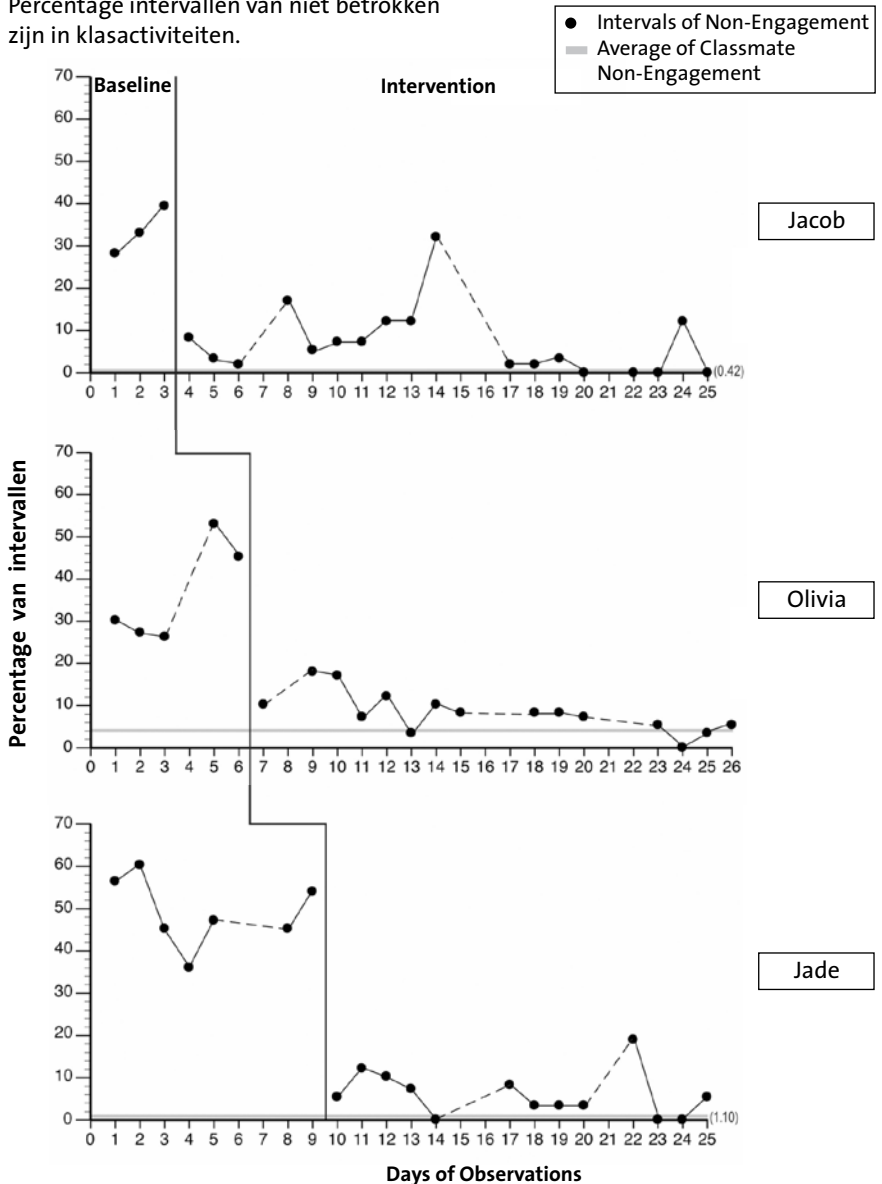 Percentage intervallen van niet betrokken
zijn in klasactiviteiten.
Intervals of Non-Engagement
Average of Classmate
Non-Engagement
Baseline
Intervention
70
60
50
40
30
20
10
0
0 1 2 3 4 5 6 7 8 9 10 11 12 13 14 15 16 17 18 19 20 21 22 23 24 25
(0.42)
Jacob
Percentage van intervallen
70
60
50
40
30
20
10
0
0 1 2 3 4 5 6 7 8 9 10 11 12 13 14 15 16 17 18 19 20 21 22 23 24 25 26
Olivia
70
60
50
40
30
20
10
0
0 1 2 3 4 5 6 7 8 9 10 11 12 13 14 15 16 17 18 19 20 21 22 23 24 25
(1.10)
Jade
Days of Observations